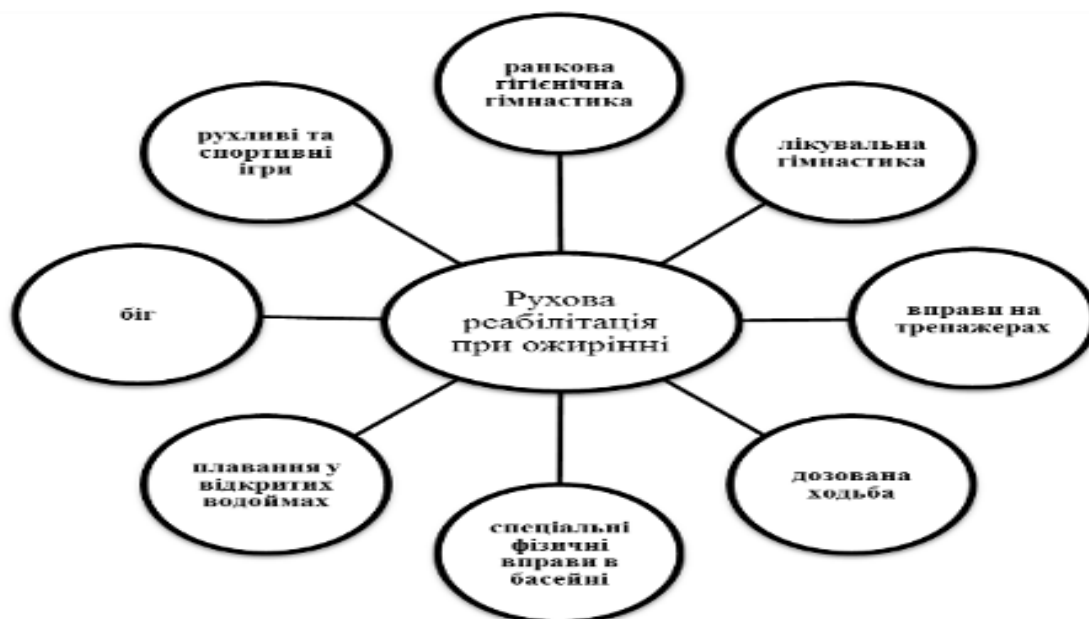 ранкова
гігієнічна
гімнастика
лікувальна
гімнастика
вправи на
тренажерах
дозована
ходьба
спеціальні
фізичні
вправи в
басейні
плавання у
відкритих
водоймах
біг
рухливі та
спортивні
ігри
Рухова
реабілітація
при ожирінні